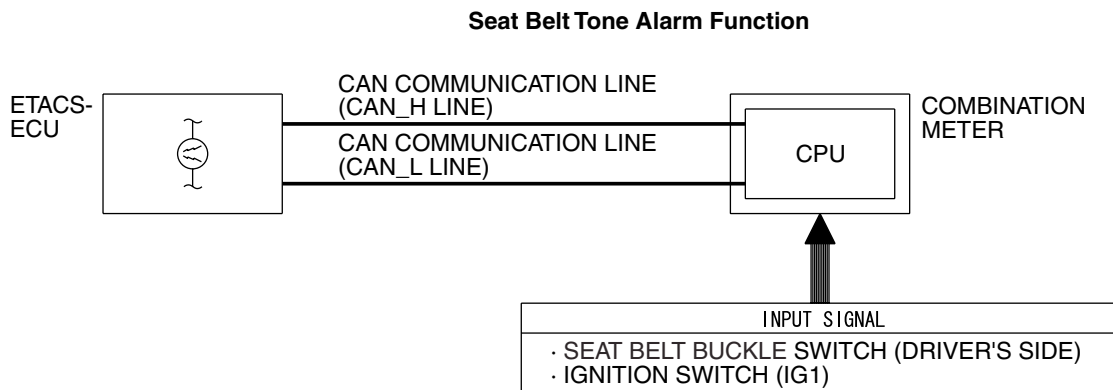 Seat Belt Tone Alarm Function
ETACS-
ECU
CAN COMMUNICATION LINE
(CAN_H LINE)
CAN COMMUNICATION LINE
(CAN_L LINE)
CPU
COMBINATION
METER
INPUT SIGNAL
· SEAT BELT BUCKLE SWITCH (DRIVER'S SIDE)
· IGNITION SWITCH (IG1)